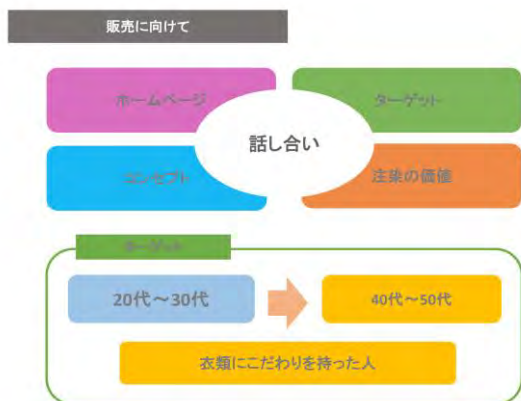 販売に向けて
ホームページ
ターゲット
話し合い
コンセプト
注染の価値
ターゲット
20代～30代
40代～50代
衣類にこだわりを持った人